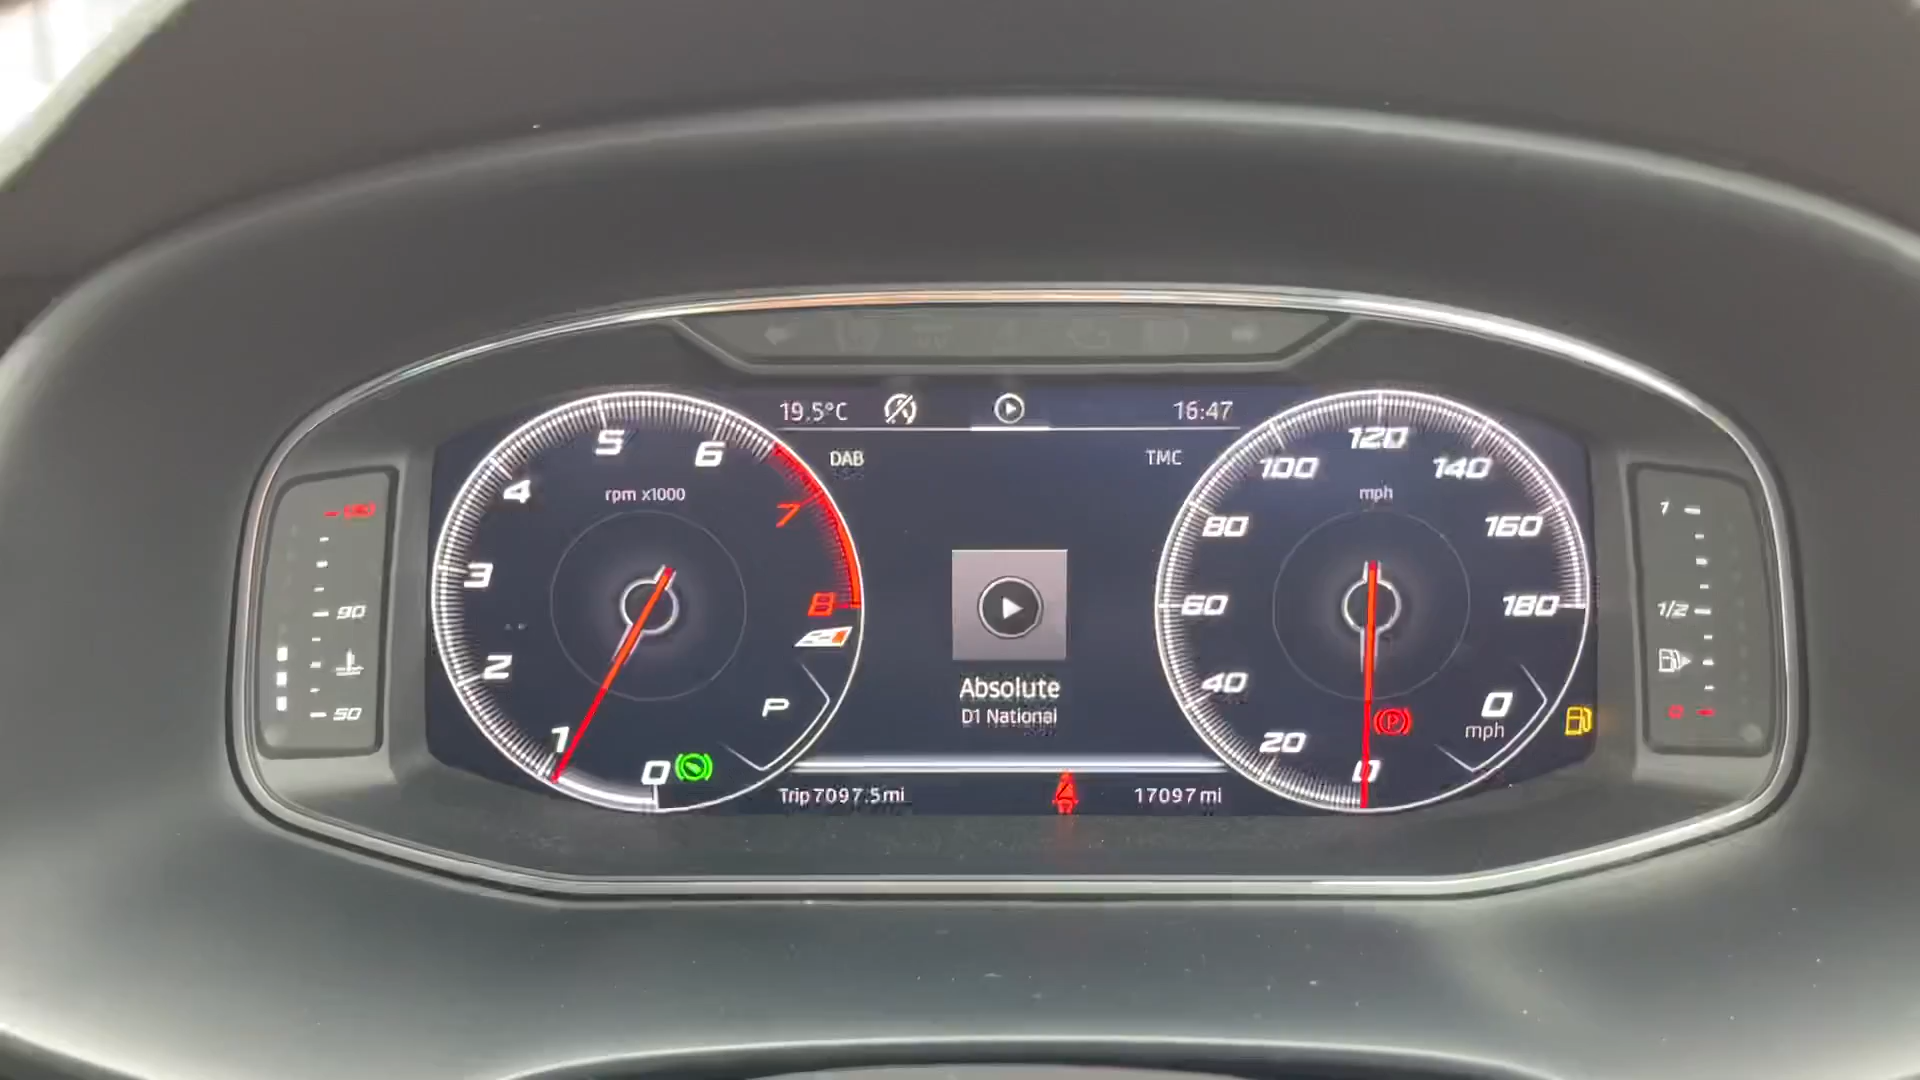 19.5°C
16:47
DAB
TMC
rpm x1000
0
1
2
3
4
5
6
7
8
P
Absolute
D1 National
mph
0
20
40
60
80
100
120
140
160
180
0
mph
P
Trip 7097.5 mi
17097 mi
90
50
1
1/2
0